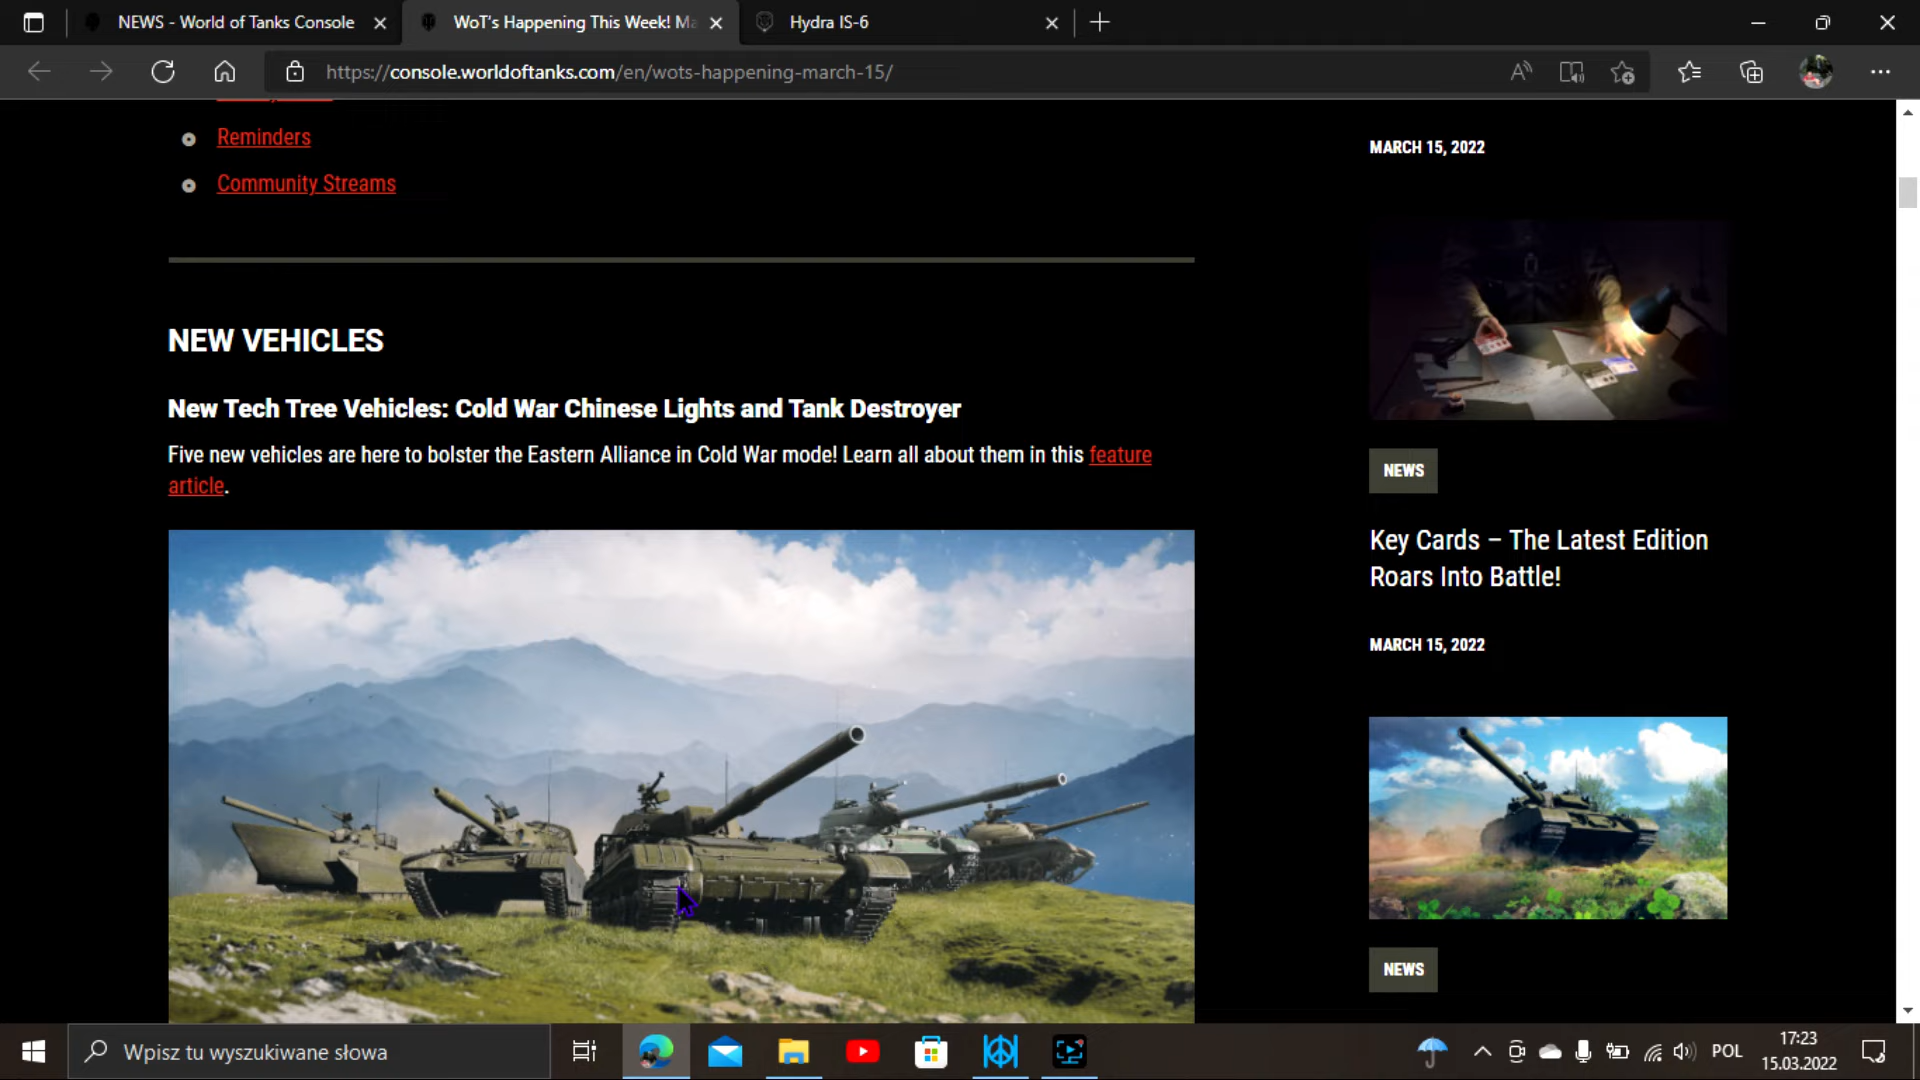 NEWS - World of Tanks Console
WoT's Happening This Week! Ma
Hydra IS-6
https://console.worldoftanks.com/en/wots-happening-march-15/
Reminders
Community Streams
NEW VEHICLES
New Tech Tree Vehicles: Cold War Chinese Lights and Tank Destroyer
Five new vehicles are here to bolster the Eastern Alliance in Cold War mode! Learn all about them in this feature
article.
MARCH 15, 2022
NEWS
Key Cards – The Latest Edition
Roars Into Battle!
MARCH 15, 2022
NEWS
Wpisz tu wyszukiwane słowa
POL
17:23
15.03.2022